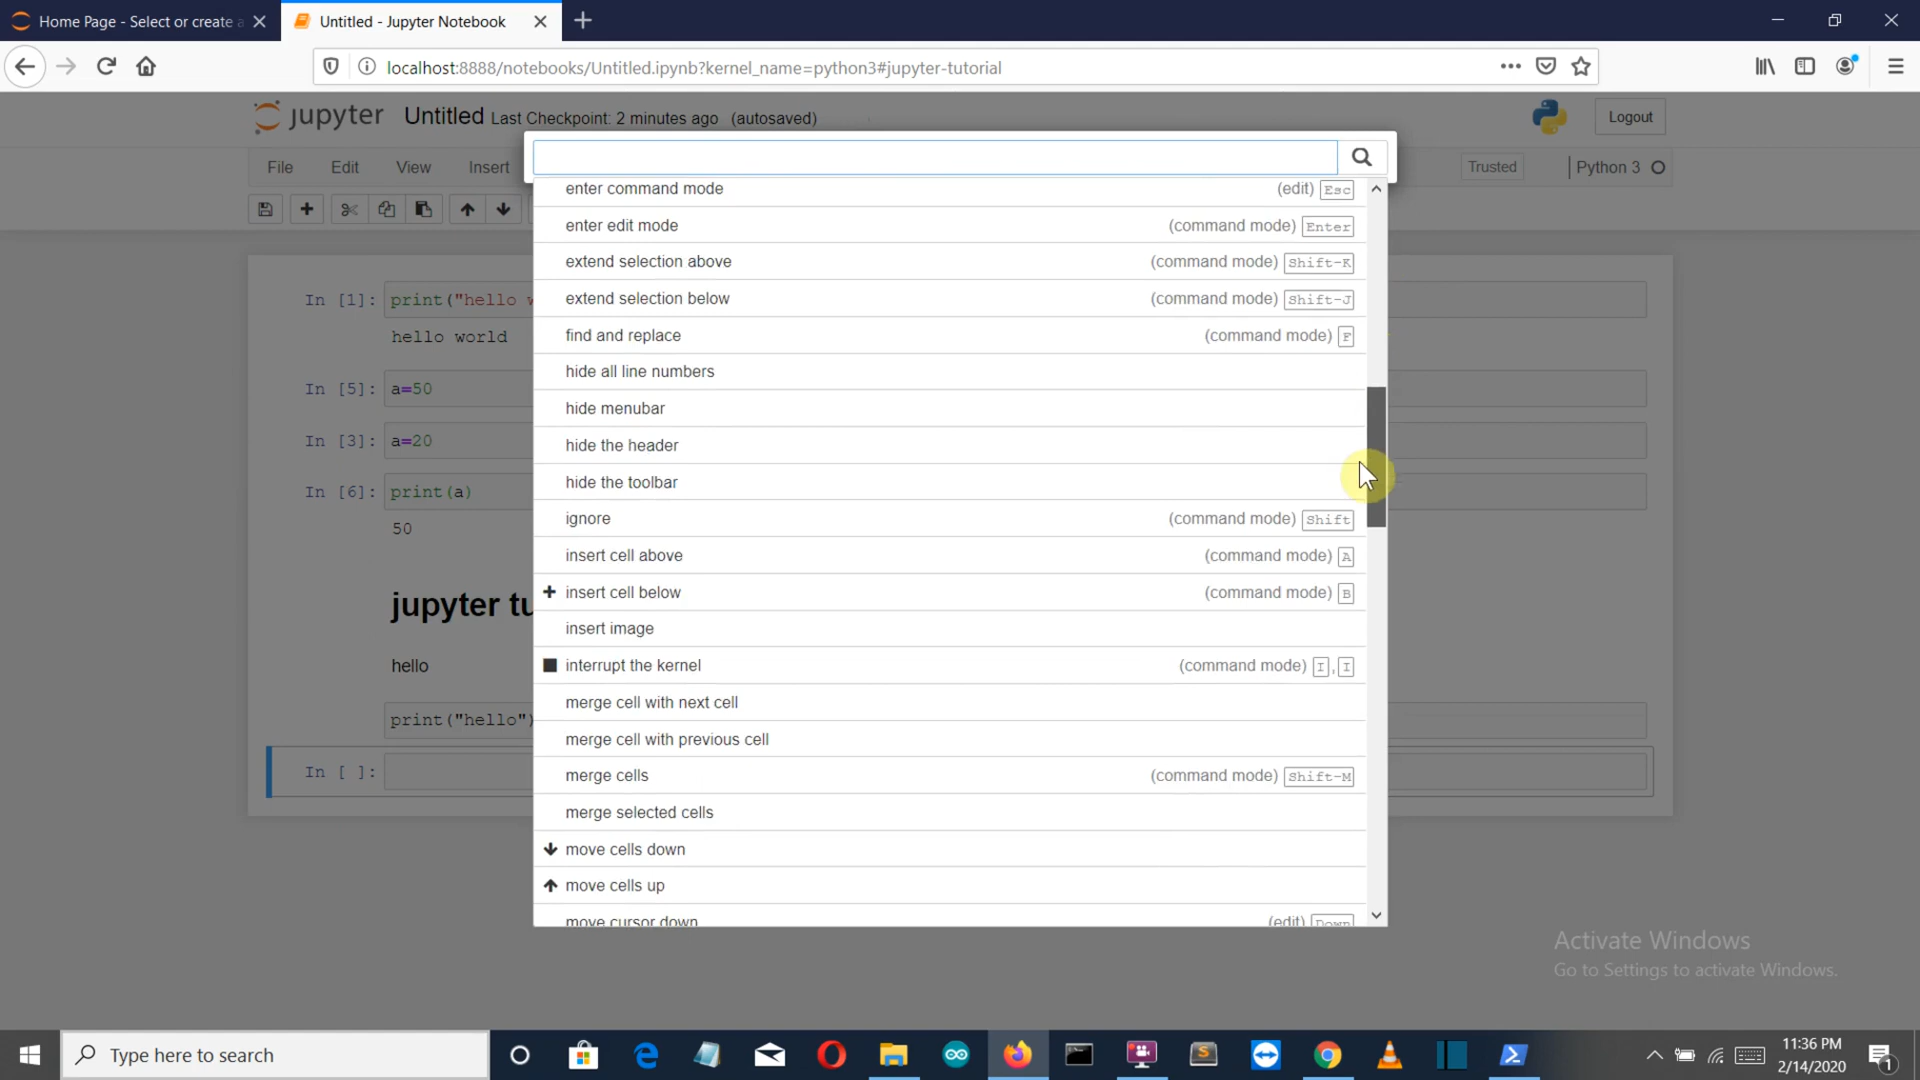 Home Page - Select or create a
Untitled - Jupyter Notebook
localhost:8888/notebooks/Untitled.ipynb?kernel_name=python3#jupyter-tutorial
jupyter Untitled Last Checkpoint: 2 minutes ago (autosaved)
Logout
File Edit View Insert
Trusted Python 3
enter command mode (edit) Esc
enter edit mode (command mode) Enter
extend selection above (command mode) Shift-K
extend selection below (command mode) Shift-J
find and replace (command mode) F
hide all line numbers
hide menubar
hide the header
hide the toolbar
ignore (command mode) Shift
insert cell above (command mode) A
insert cell below (command mode) B
insert image
interrupt the kernel (command mode) I,I
merge cell with next cell
merge cell with previous cell
merge cells (command mode) Shift-M
merge selected cells
move cells down
move cells up
move cursor down (edit) Down
In [1]: print("hello w
hello world
In [5]: a=50
In [3]: a=20
In [6]: print(a)
50
jupyter tu
hello
print("hello")
In [ ]:
Activate Windows
Go to Settings to activate Windows.
Type here to search
11:36 PM
2/14/2020
1